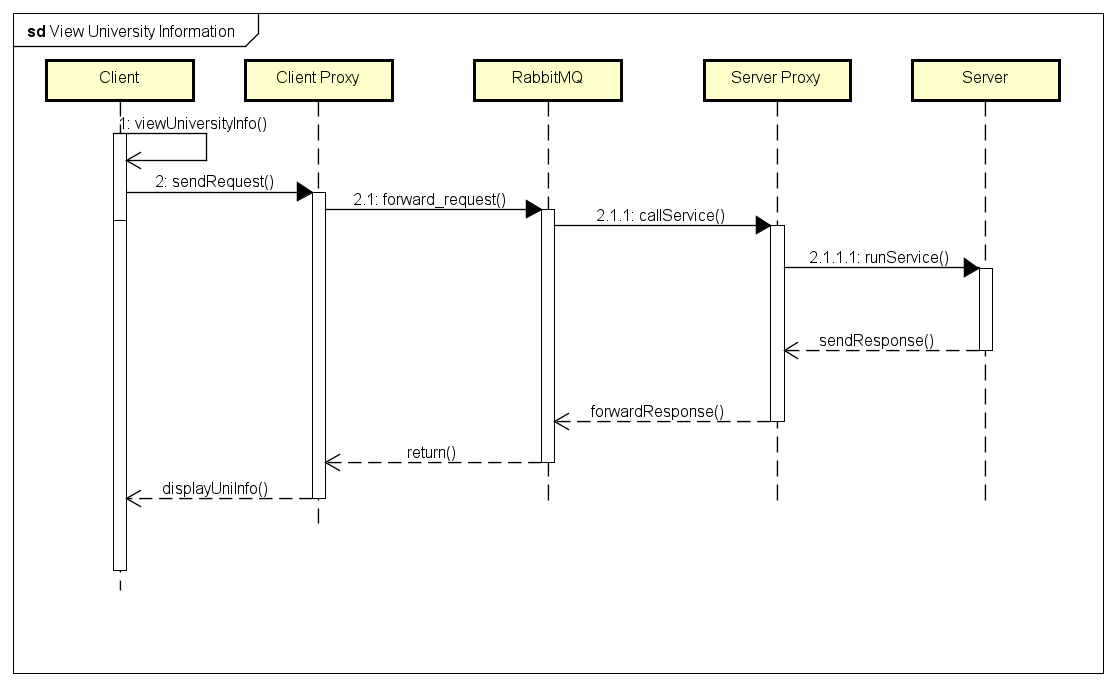 sd View University Information
Client
Client Proxy
RabbitMQ
Server Proxy
Server
1: viewUniversityInfo()
2: sendRequest()
2.1: forward_request()
2.1.1: callService()
2.1.1.1: runService()
sendResponse()
forwardResponse()
return()
displayUniInfo()